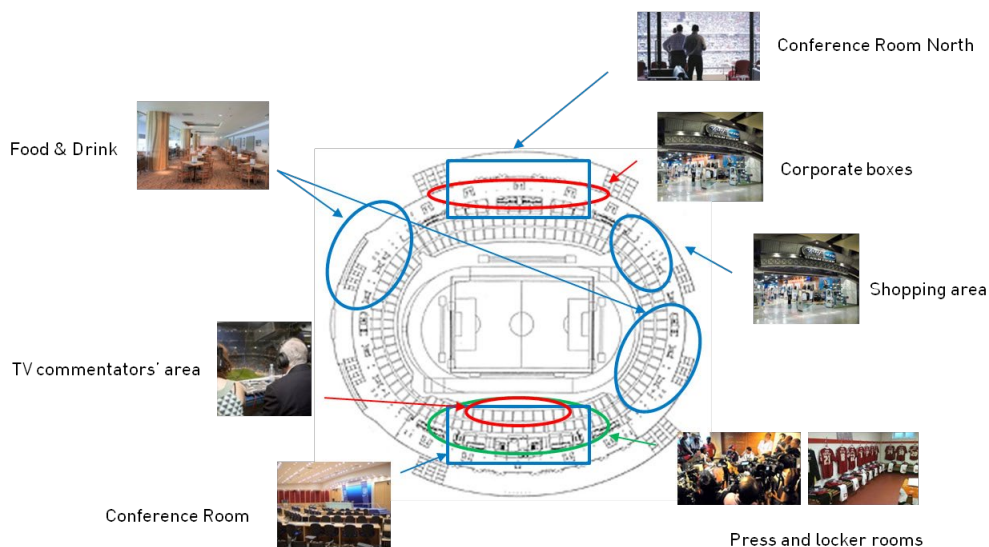 Conference Room North
Food & Drink
Corporate boxes
Shopping area
TV commentators' area
Conference Room
Press and locker rooms